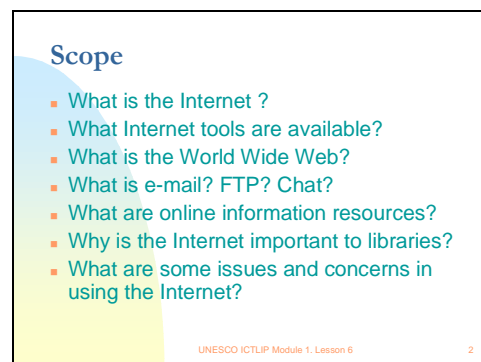 Scope
What is the Internet ?
What Internet tools are available?
What is the World Wide Web?
What is e-mail? FTP? Chat?
What are online information resources?
Why is the Internet important to libraries?
What are some issues and concerns in
using the Internet?
UNESCO ICTLIP Module 1. Lesson 6 2